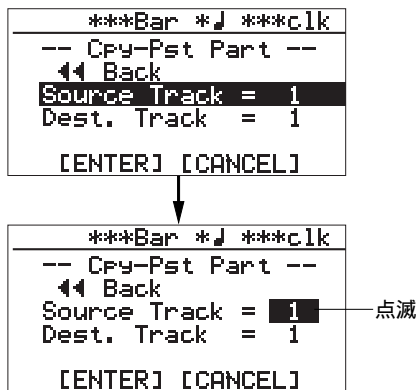 ***Bar *♩ ***clk
-- Cpy-Pst Part --
◀◀ Back
Source Track = 1
Dest. Track = 1
[ENTER] [CANCEL]
***Bar *♩ ***clk
-- Cpy-Pst Part --
◀◀ Back
Source Track = 1
点滅
Dest. Track = 1
[ENTER] [CANCEL]